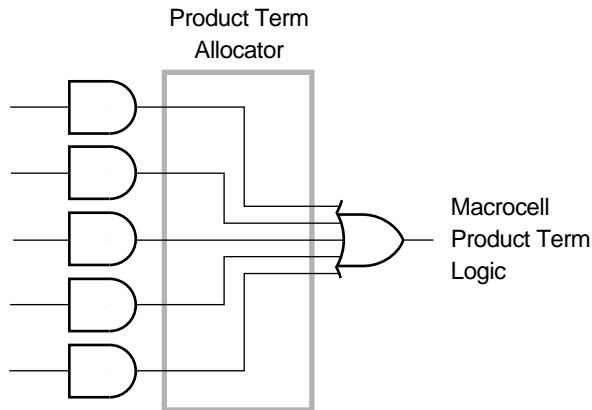 Product Term
Allocator
Macrocell
Product Term
Logic